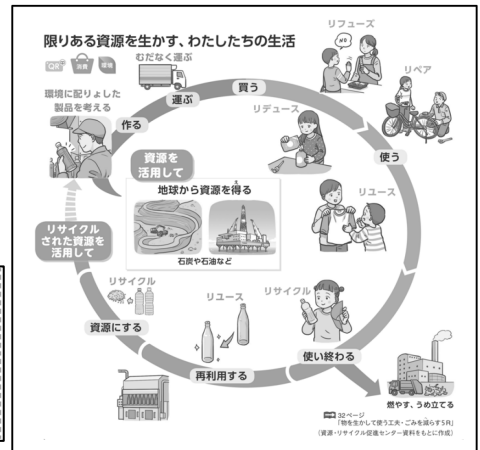 限りある資源を生かす、わたしたちの生活
QR
消費
環境
むだなく運ぶ
リフューズ
NO
環境に配りょした
製品を考える
作る
運ぶ
買う
リペア
リデュース
使う
資源を
活用して
地球から資源を得る
石炭や石油など
リユース
リサイクル
された資源を
活用して
リサイクル
リユース
リサイクル
資源にする
再利用する
使い終わる
燃やす、うめ立てる
32ページ
「物を生かして使う工夫・ごみを減らす5R」
(資源・リサイクル促進センター資料をもとに作成)